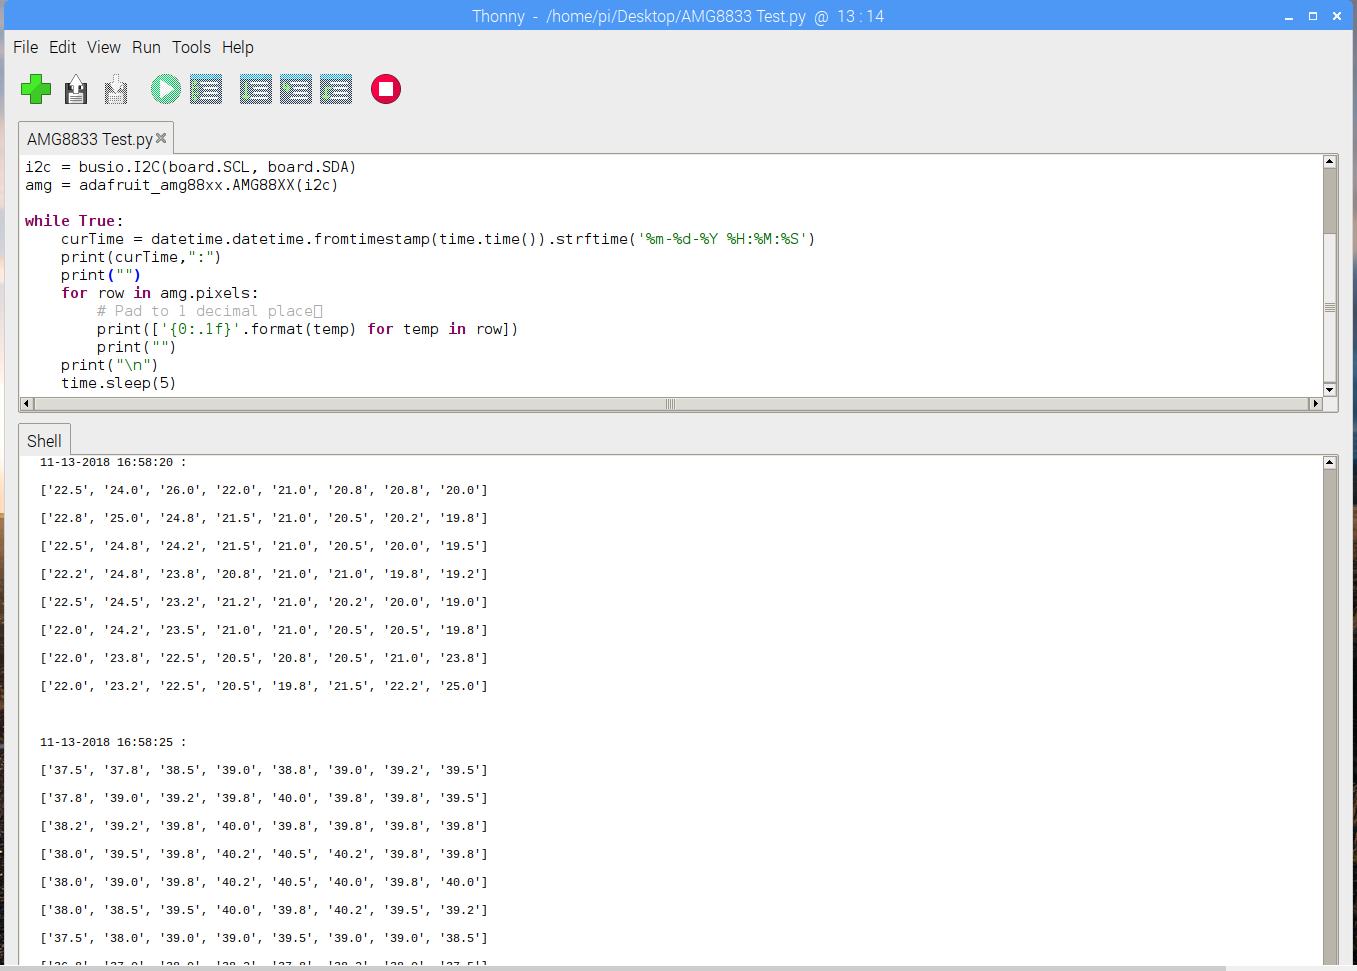 Thonny - /home/pi/Desktop/AMG8833 Test.py @ 13 : 14
File Edit View Run Tools Help
AMG8833 Test.py
i2c = busio.I2C(board.SCL, board.SDA)
amg = adafruit_amg88xx.AMG88XX(i2c)
while True:
curTime = datetime.datetime.fromtimestamp(time.time()).strftime('%m-%d-%Y %H:%M:%S')
print(curTime,":")
print("")
for row in amg.pixels:
# Pad to 1 decimal place
print(['{0:.1f}'.format(temp) for temp in row])
print("")
print("\n")
time.sleep(5)
Shell
11-13-2018 16:58:20 :
['22.5', '24.0', '26.0', '22.0', '21.0', '20.8', '20.8', '20.0']
['22.8', '25.0', '24.8', '21.5', '21.0', '20.5', '20.2', '19.8']
['22.5', '24.8', '24.2', '21.5', '21.0', '20.5', '20.0', '19.5']
['22.2', '24.8', '23.8', '20.8', '21.0', '21.0', '19.8', '19.2']
['22.5', '24.5', '23.2', '21.2', '21.0', '20.2', '20.0', '19.0']
['22.0', '24.2', '23.5', '21.0', '21.0', '20.5', '20.5', '19.8']
['22.0', '23.8', '22.5', '20.5', '20.8', '20.5', '21.0', '23.8']
['22.0', '23.2', '22.5', '20.5', '19.8', '21.5', '22.2', '25.0']
11-13-2018 16:58:25 :
['37.5', '37.8', '38.5', '39.0', '38.8', '39.0', '39.2', '39.5']
['37.8', '39.0', '39.2', '39.8', '40.0', '39.8', '39.8', '39.5']
['38.2', '39.2', '39.8', '40.0', '39.8', '39.8', '39.8', '39.8']
['38.0', '39.5', '39.8', '40.2', '40.5', '40.2', '39.8', '39.8']
['38.0', '39.0', '39.8', '40.2', '40.5', '40.0', '39.8', '40.0']
['38.0', '38.5', '39.5', '40.0', '39.8', '40.2', '39.5', '39.2']
['37.5', '38.0', '39.0', '39.0', '39.5', '39.0', '39.0', '38.5']